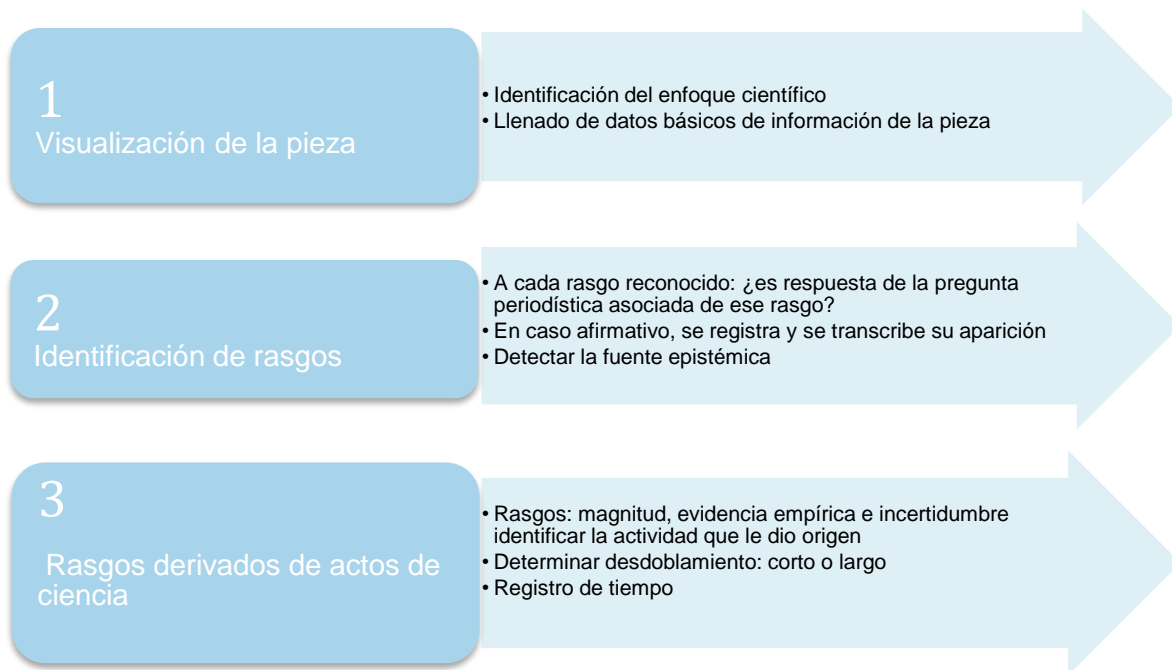 1
Visualización de la pieza
• Identificación del enfoque científico
• Llenado de datos básicos de información de la pieza
2
Identificación de rasgos
• A cada rasgo reconocido: ¿es respuesta de la pregunta
periodística asociada de ese rasgo?
• En caso afirmativo, se registra y se transcribe su aparición
• Detectar la fuente epistémica
3
Rasgos derivados de actos de
ciencia
• Rasgos: magnitud, evidencia empírica e incertidumbre
identificar la actividad que le dio origen
• Determinar desdoblamiento: corto o largo
• Registro de tiempo